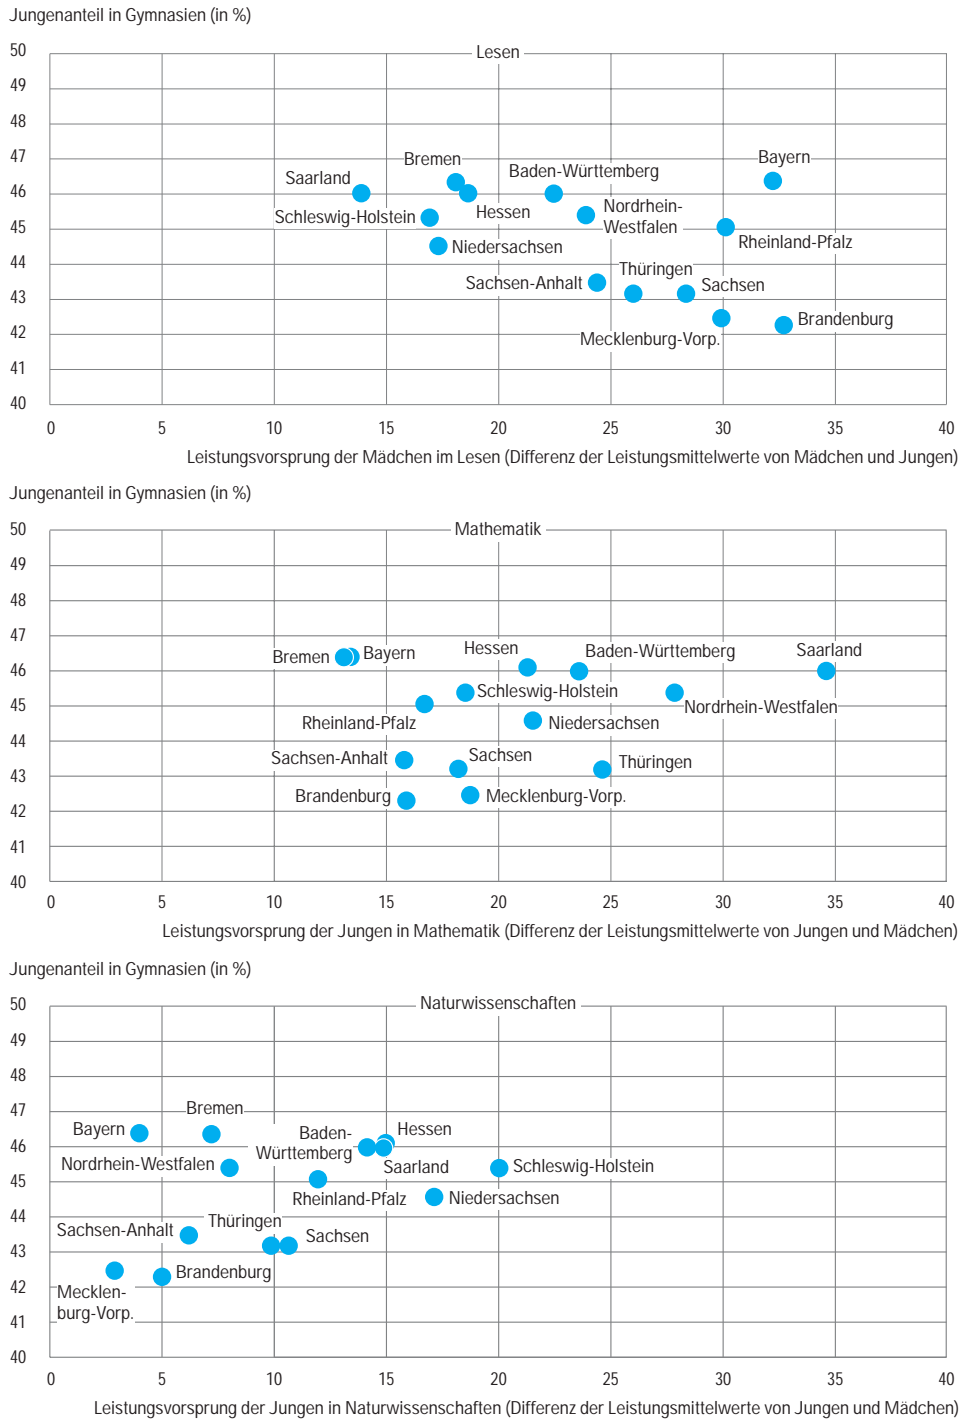 Jungenanteil in Gymnasien (in %)
50
Lesen
49
48
47
Bremen
Bayern
Baden-Württemberg
Saarland
46
Nordrhein-
Hessen
Schleswig-Holstein
Westfalen
45
Rheinland-Pfalz
Niedersachsen
44
Thüringen
Sachsen-Anhalt
Sachsen
43
Brandenburg
42
Mecklenburg-Vorp.
41
40
0 5 10 15 20 25 30 35 40
Leistungsvorsprung der Mädchen im Lesen (Differenz der Leistungsmittelwerte von Mädchen und Jungen)
Jungenanteil in Gymnasien (in %)
50
Mathematik
49
48
47
Hessen
Saarland
Baden-Württemberg
Bayern
Bremen
46
Schleswig-Holstein
45
Nordrhein-Westfalen
Rheinland-Pfalz
Niedersachsen
44
Sachsen
Sachsen-Anhalt
Thüringen
43
Brandenburg
Mecklenburg-Vorp.
42
41
40
0 5 10 15 20 25 30 35 40
Leistungsvorsprung der Jungen in Mathematik (Differenz der Leistungsmittelwerte von Jungen und Mädchen)
Jungenanteil in Gymnasien (in %)
50
Naturwissenschaften
49
48
47
Bremen
Bayern
Hessen
Baden-
Württemberg
46
Nordrhein-Westfalen
Saarland
Schleswig-Holstein
45
Rheinland-Pfalz
Niedersachsen
44
Thüringen
Sachsen-Anhalt
Sachsen
43
Brandenburg
42
Mecklen-
burg-Vorp.
41
40
0 5 10 15 20 25 30 35 40
Leistungsvorsprung der Jungen in Naturwissenschaften (Differenz der Leistungsmittelwerte von Jungen und Mädchen)